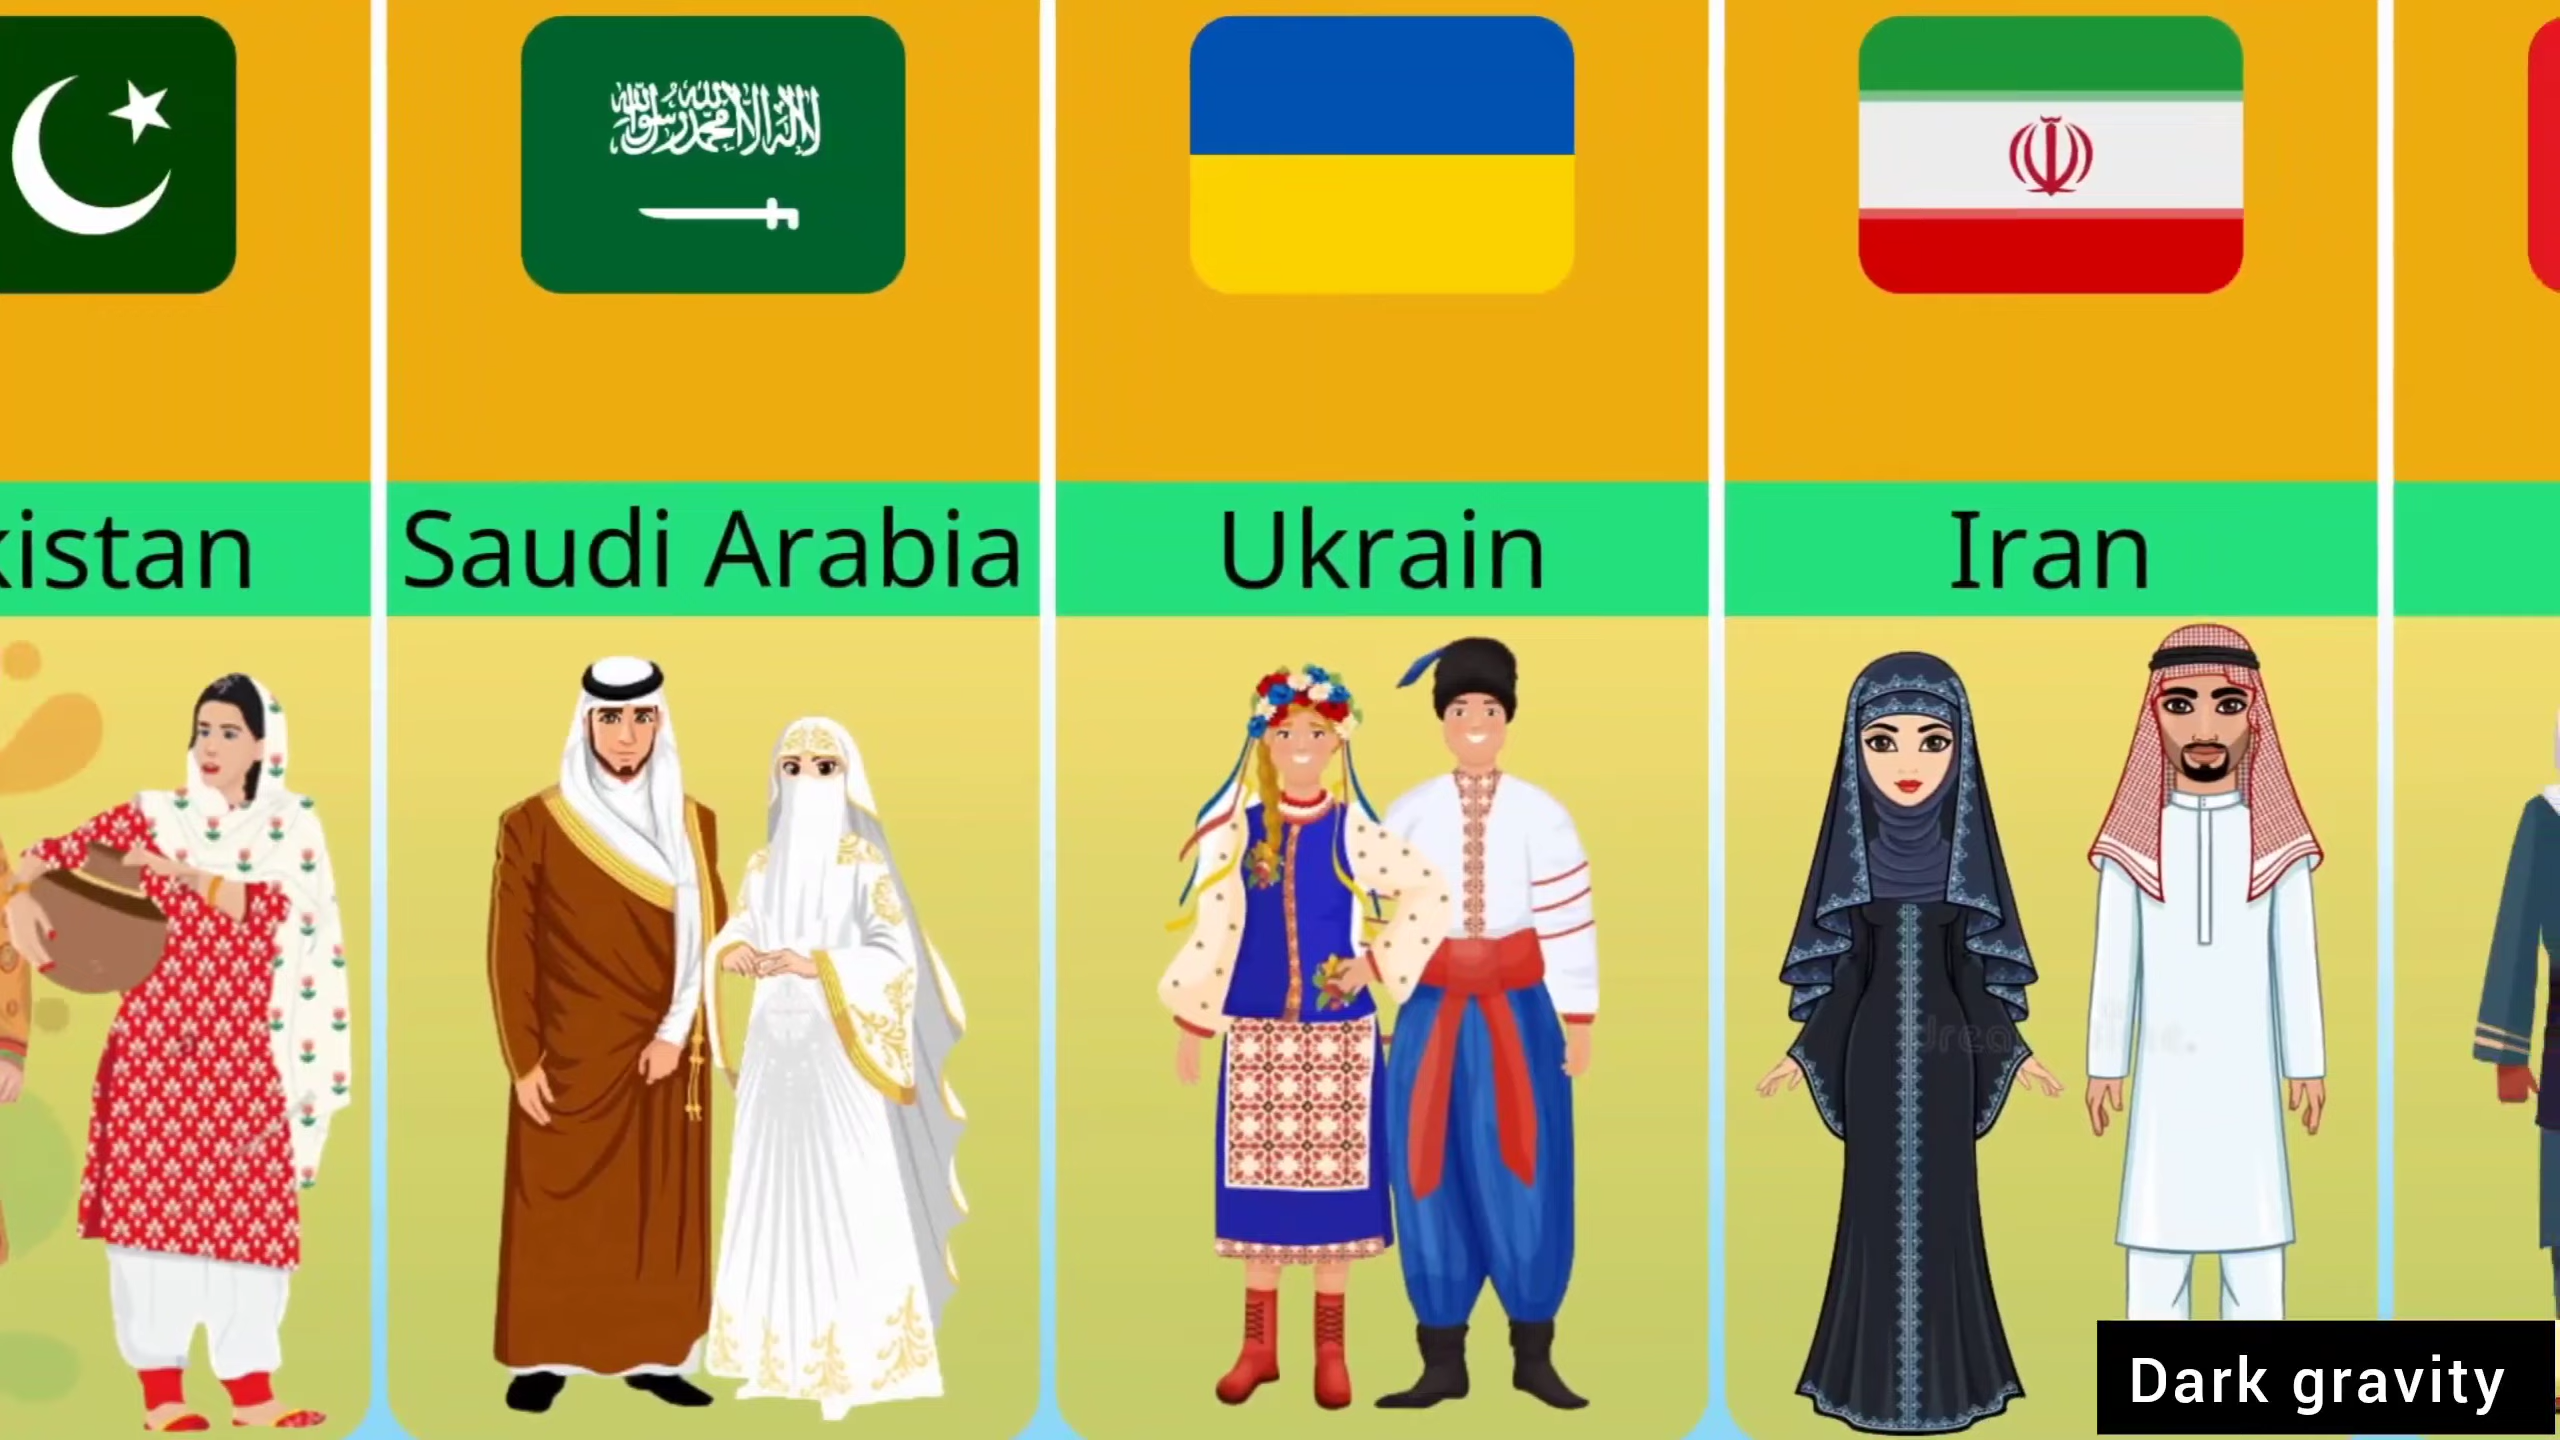 لا إله إلا الله محمد رسول الله
kistan
Saudi Arabia
Ukrain
Iran
Dark gravity